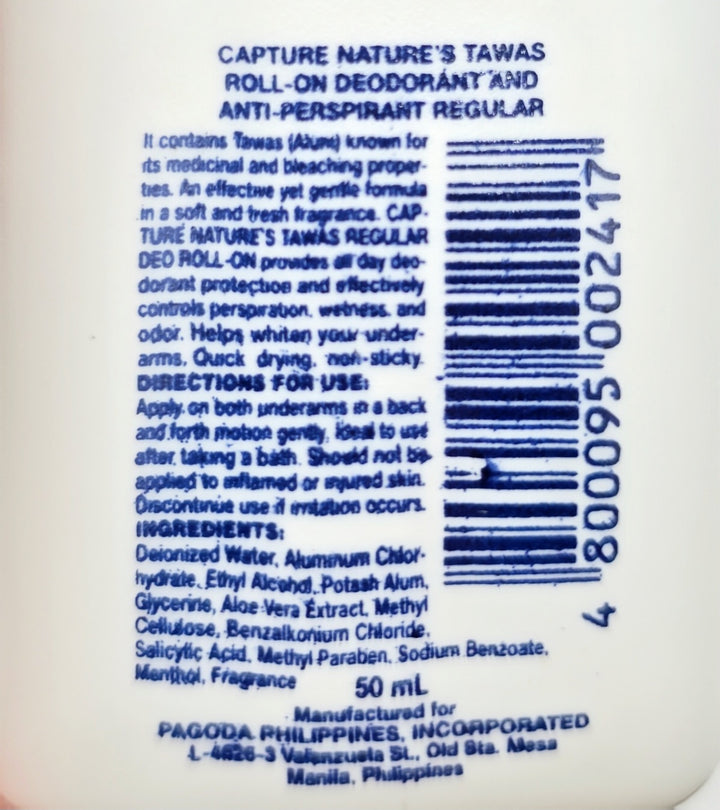 CAPTURE NATURE'S TAWAS
ROLL-ON DEODORANT AND
ANTI-PERSPIRANT REGULAR
It contains Tawas (Alum) known for
its medicinal and bleaching proper-
ties. An effective yet gentle formula
in a soft and fresh fragrance. CAP-
TURE NATURE'S TAWAS REGULAR
DEO ROLL-ON provides all day deo-
dorant protection and effectively
controls perspiration, wetness, and
odor. Helps whiten your under-
arms. Quick drying, non-sticky.
DIRECTIONS FOR USE:
Apply on both underarms in a back
and forth motion gently. Ideal to use
after taking a bath. Should not be
applied to inflamed or injured skin.
Discontinue use if irritation occurs.
INGREDIENTS:
Deionized Water, Aluminum Chlor-
hydrate, Ethyl Alcohol, Potash Alum,
Glycerine, Aloe Vera Extract, Methyl
Cellulose, Benzalkonium Chloride,
Salicylic Acid, Methyl Paraben, Sodium Benzoate,
Menthol, Fragrance
50 mL
Manufactured for
PAGODA PHILIPPINES, INCORPORATED
L-4626-3 Valenzuela St., Old Sta. Mesa
Manila, Philippines
4 800095 002417